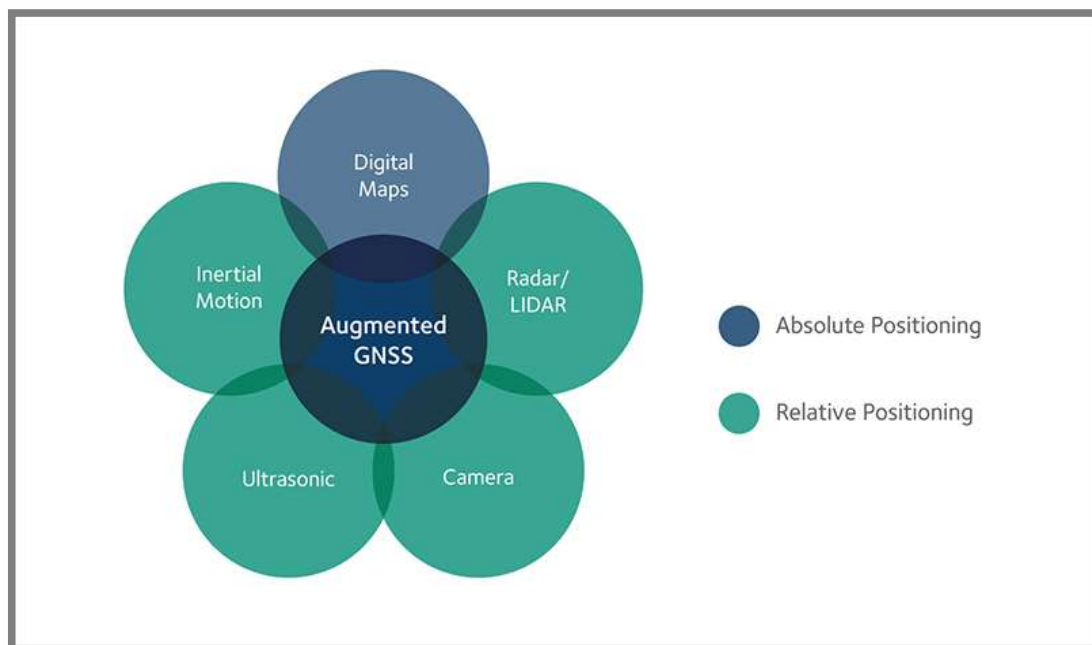 Digital
Maps
Inertial
Motion
Radar/
LIDAR
Augmented
GNSS
Ultrasonic
Camera
Absolute Positioning
Relative Positioning